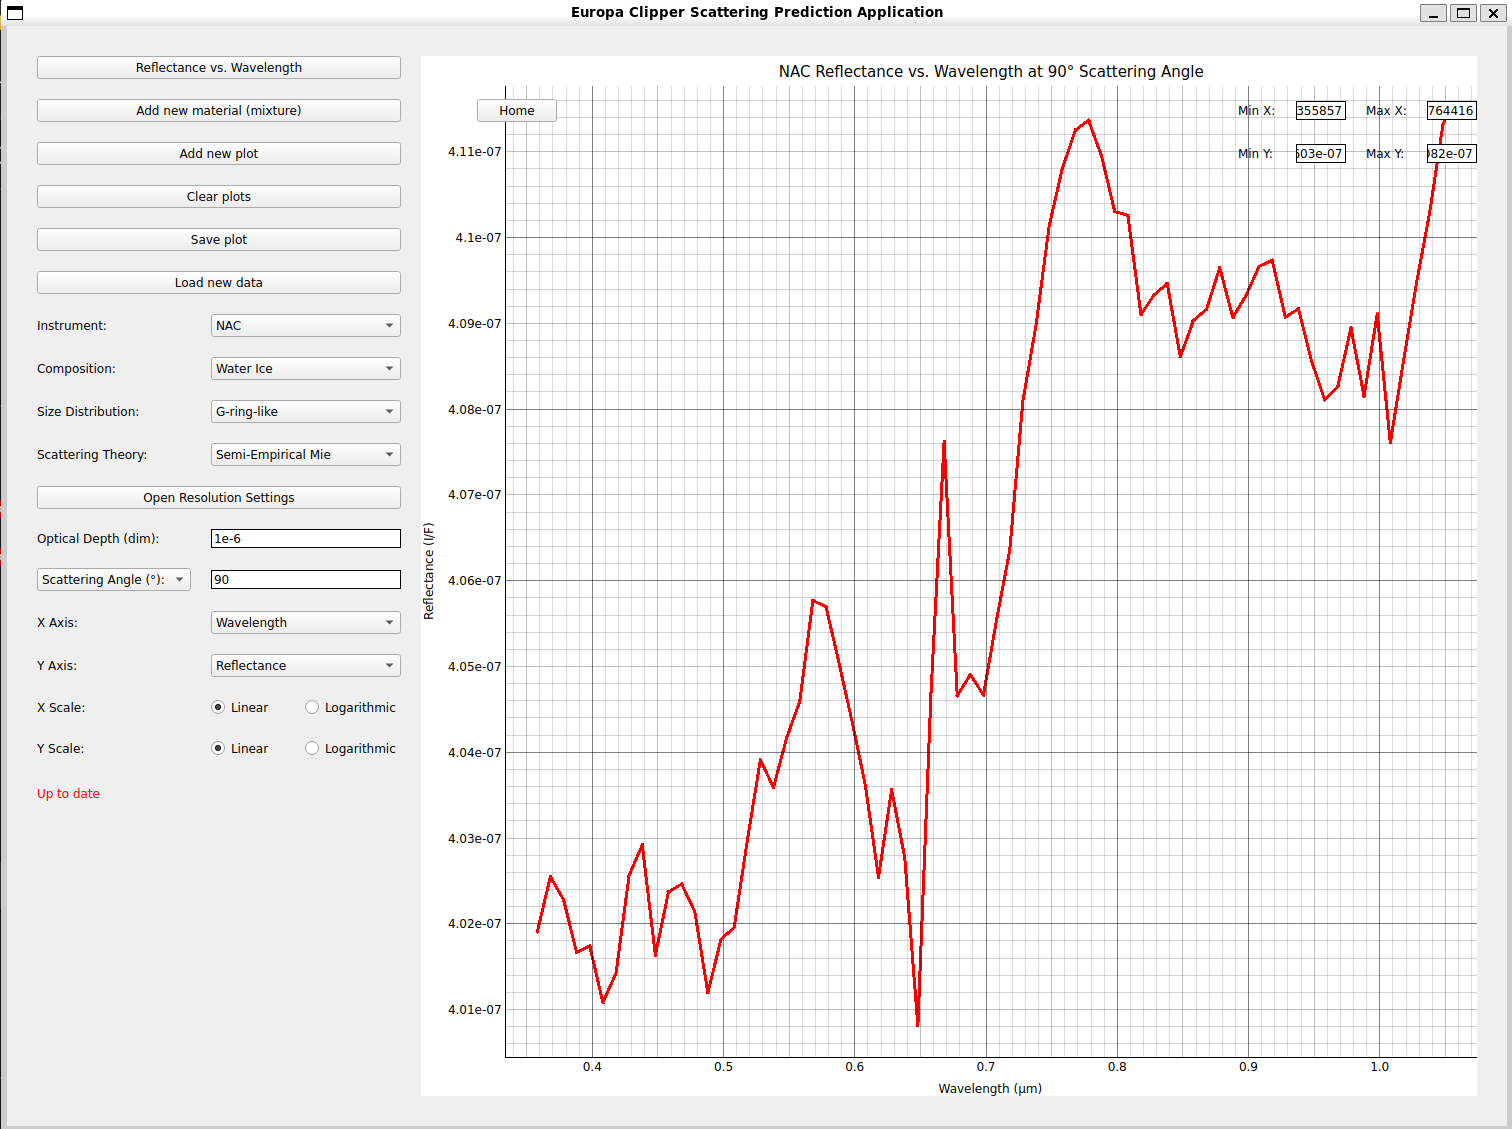 Europa Clipper Scattering Prediction Application
Reflectance vs. Wavelength
Add new material (mixture)
Add new plot
Clear plots
Save plot
Load new data
Instrument: NAC
Composition: Water Ice
Size Distribution: G-ring-like
Scattering Theory: Semi-Empirical Mie
Open Resolution Settings
Optical Depth (dim): 1e-6
Scattering Angle (°): 90
X Axis: Wavelength
Y Axis: Reflectance
X Scale: Linear Logarithmic
Y Scale: Linear Logarithmic
Up to date
NAC Reflectance vs. Wavelength at 90° Scattering Angle
Home
Min X: 355857 Max X: 764416
Min Y: 503e-07 Max Y: 082e-07
4.11e-07
4.1e-07
4.09e-07
4.08e-07
4.07e-07
4.06e-07
4.05e-07
4.04e-07
4.03e-07
4.02e-07
4.01e-07
Reflectance (I/F)
0.4 0.5 0.6 0.7 0.8 0.9 1.0
Wavelength (μm)